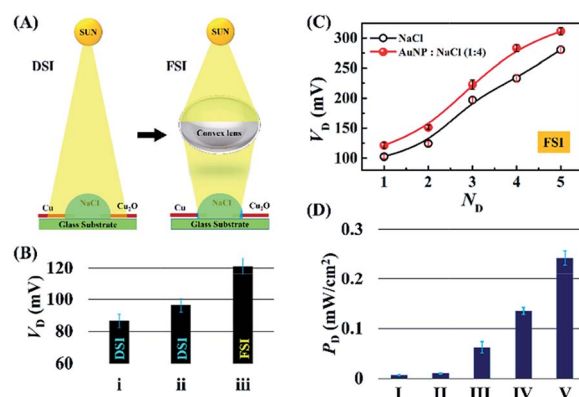 (A)
SUN
SUN
DSI
FSI
Convex lens
Cu
NaCl
Cu₂O
Cu
NaCl
Cu₂O
Glass Substrate
Glass Substrate
(B)
V_D (mV)
120
100
80
60
DSI
DSI
FSI
i
ii
iii
(C)
V_D (mV)
300
250
200
150
100
NaCl
AuNP : NaCl (1:4)
FSI
1
2
3
4
5
N_D
(D)
P_D (mW/cm²)
0.3
0.2
0.1
0
I
II
III
IV
V